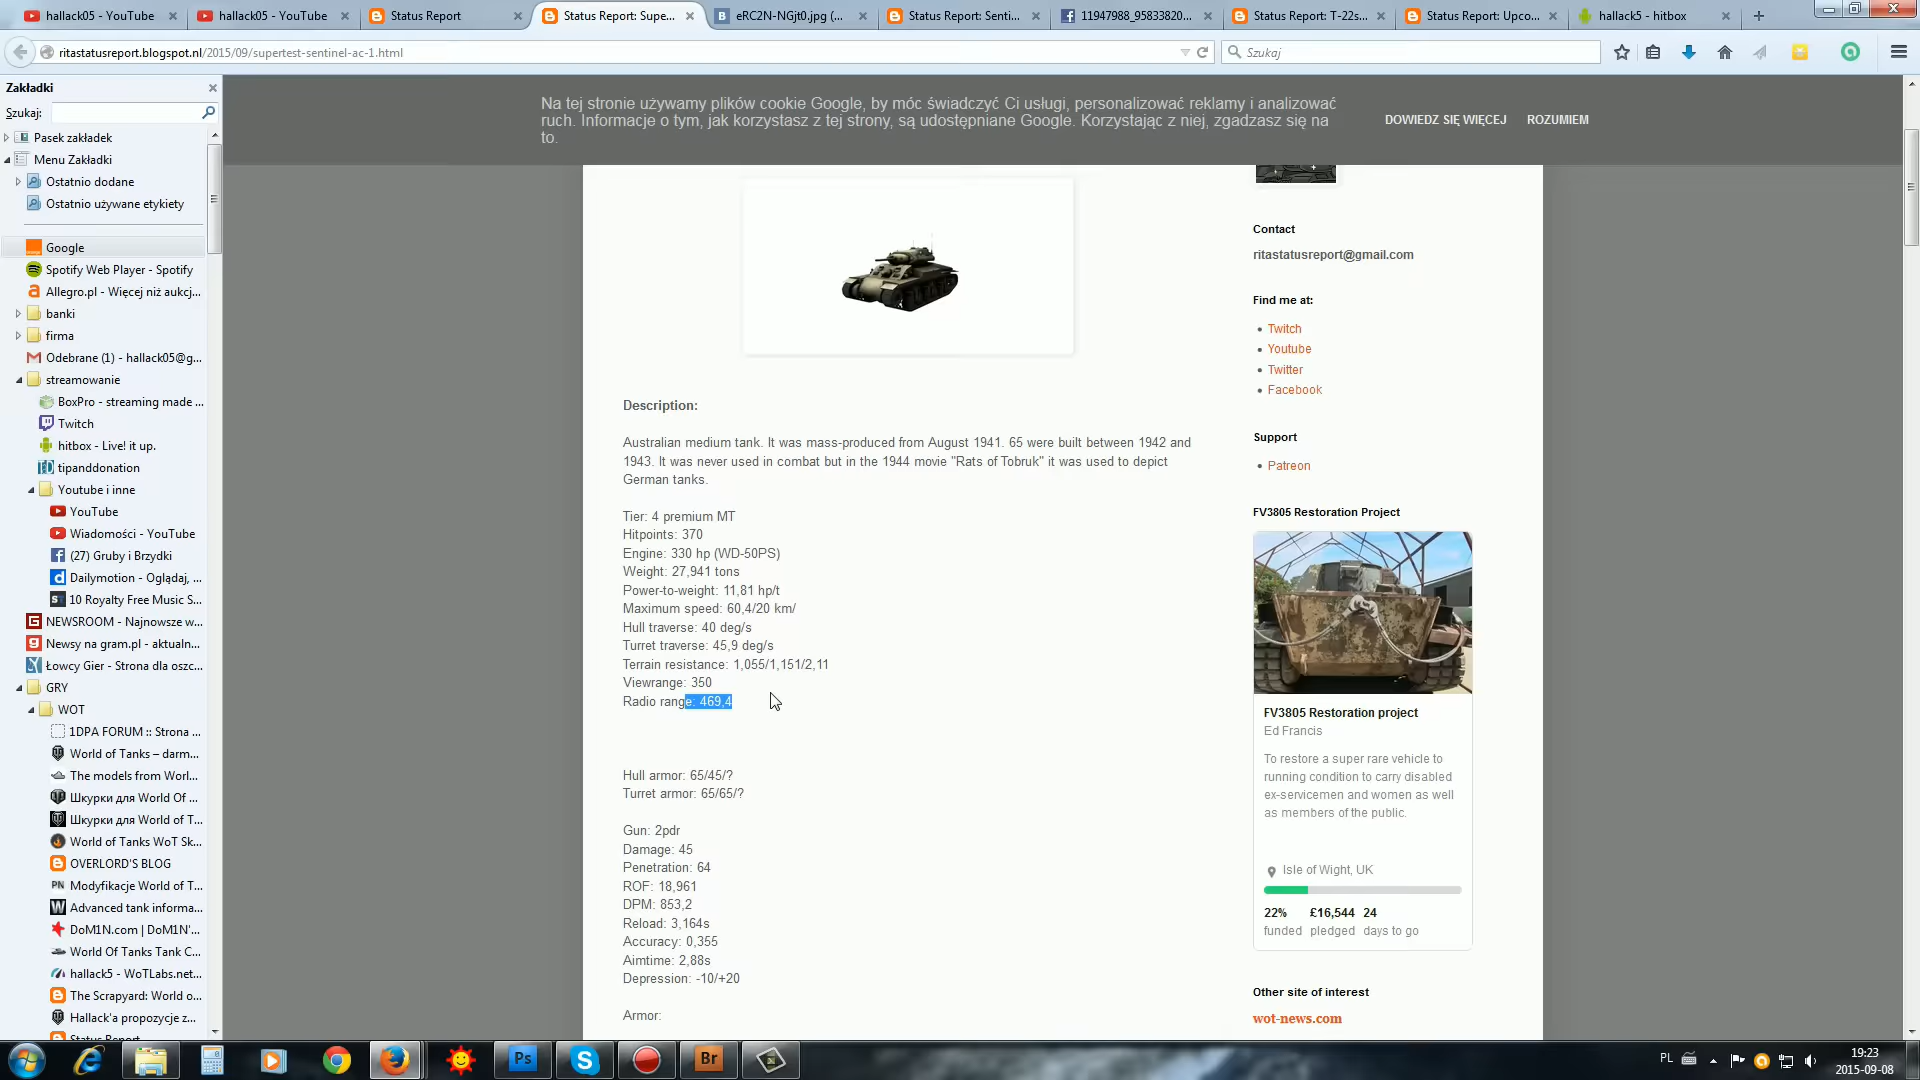 hallack05 - YouTube
hallack05 - YouTube
Status Report
Status Report: Supe...
eRC2N-NGjt0.jpg (...
Status Report: Senti...
11947988_95833820...
Status Report: T-22s...
Status Report: Upco...
hallack5 - hitbox
ritastatusreport.blogspot.nl/2015/09/supertest-sentinel-ac-1.html
Szukaj
Zakładki
Szukaj:
Pasek zakładek
Menu Zakładki
Ostatnio dodane
Ostatnio używane etykiety
Google
Spotify Web Player - Spotify
Allegro.pl - Więcej niż aukcj...
banki
firma
Odebrane (1) - hallack05@g...
streamowanie
BoxPro - streaming made ...
Twitch
hitbox - Live! it up.
tipanddonation
Youtube i inne
YouTube
Wiadomości - YouTube
(27) Gruby i Brzydki
Dailymotion - Oglądaj, ...
10 Royalty Free Music S...
NEWSROOM - Najnowsze w...
Newsy na gram.pl - aktualn...
Łowcy Gier - Strona dla oszc...
GRY
WOT
1DPA FORUM :: Strona ...
World of Tanks – darm...
The models from Worl...
Шкурки для World Of ...
Шкурки для World of T...
World of Tanks WoT Sk...
OVERLORD'S BLOG
Modyfikacje World of T...
Advanced tank informa...
DoM1N.com | DoM1N'...
World Of Tanks Tank C...
hallack5 - WoTLabs.net...
The Scrapyard: World o...
Hallack'a propozycje z...
Status Report
Na tej stronie używamy plików cookie Google, by móc świadczyć Ci usługi, personalizować reklamy i analizować
ruch. Informacje o tym, jak korzystasz z tej strony, są udostępniane Google. Korzystając z niej, zgadzasz się na
to.
DOWIEDZ SIĘ WIĘCEJ
ROZUMIEM
Description:
Australian medium tank. It was mass-produced from August 1941. 65 were built between 1942 and
1943. It was never used in combat but in the 1944 movie "Rats of Tobruk" it was used to depict
German tanks.
Tier: 4 premium MT
Hitpoints: 370
Engine: 330 hp (WD-50PS)
Weight: 27,941 tons
Power-to-weight: 11,81 hp/t
Maximum speed: 60,4/20 km/
Hull traverse: 40 deg/s
Turret traverse: 45,9 deg/s
Terrain resistance: 1,055/1,151/2,11
Viewrange: 350
Radio range: 469,4
Hull armor: 65/45/?
Turret armor: 65/65/?
Gun: 2pdr
Damage: 45
Penetration: 64
ROF: 18,961
DPM: 853,2
Reload: 3,164s
Accuracy: 0,355
Aimtime: 2,88s
Depression: -10/+20
Armor:
Contact
ritastatusreport@gmail.com
Find me at:
Twitch
Youtube
Twitter
Facebook
Support
Patreon
FV3805 Restoration Project
FV3805 Restoration project
Ed Francis
To restore a super rare vehicle to
running condition to carry disabled
ex-servicemen and women as well
as members of the public.
Isle of Wight, UK
22% £16,544 24
funded pledged days to go
Other site of interest
wot-news.com
Ps
Br
PL
19:23
2015-09-08